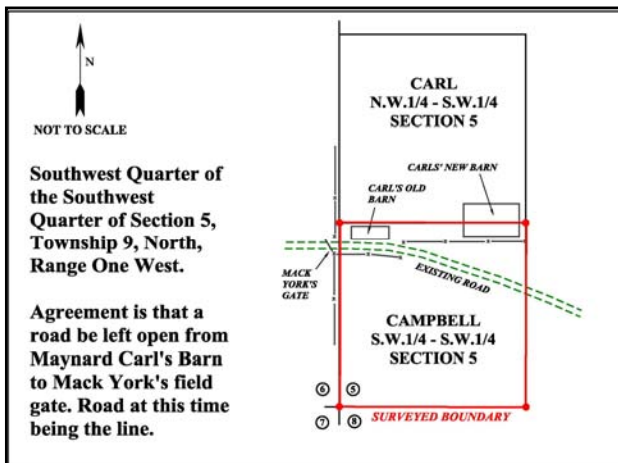 N
NOT TO SCALE
Southwest Quarter of
the Southwest
Quarter of Section 5,
Township 9, North,
Range One West.
Agreement is that a
road be left open from
Maynard Carl's Barn
to Mack York's field
gate. Road at this time
being the line.
CARL
N.W.1/4 - S.W.1/4
SECTION 5
CARLS' NEW BARN
CARL'S OLD
BARN
MACK
YORK'S
GATE
EXISTING ROAD
CAMPBELL
S.W.1/4 - S.W.1/4
SECTION 5
6 5
7 8
SURVEYED BOUNDARY